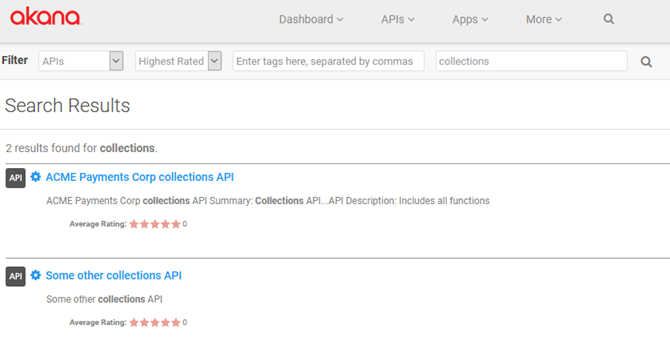 akana
Dashboard APIs Apps More
Filter APIs Highest Rated Enter tags here, separated by commas collections
Search Results
2 results found for collections.
API ACME Payments Corp collections API
ACME Payments Corp collections API Summary: Collections API...API Description: Includes all functions
Average Rating: 0
API Some other collections API
Some other collections API
Average Rating: 0